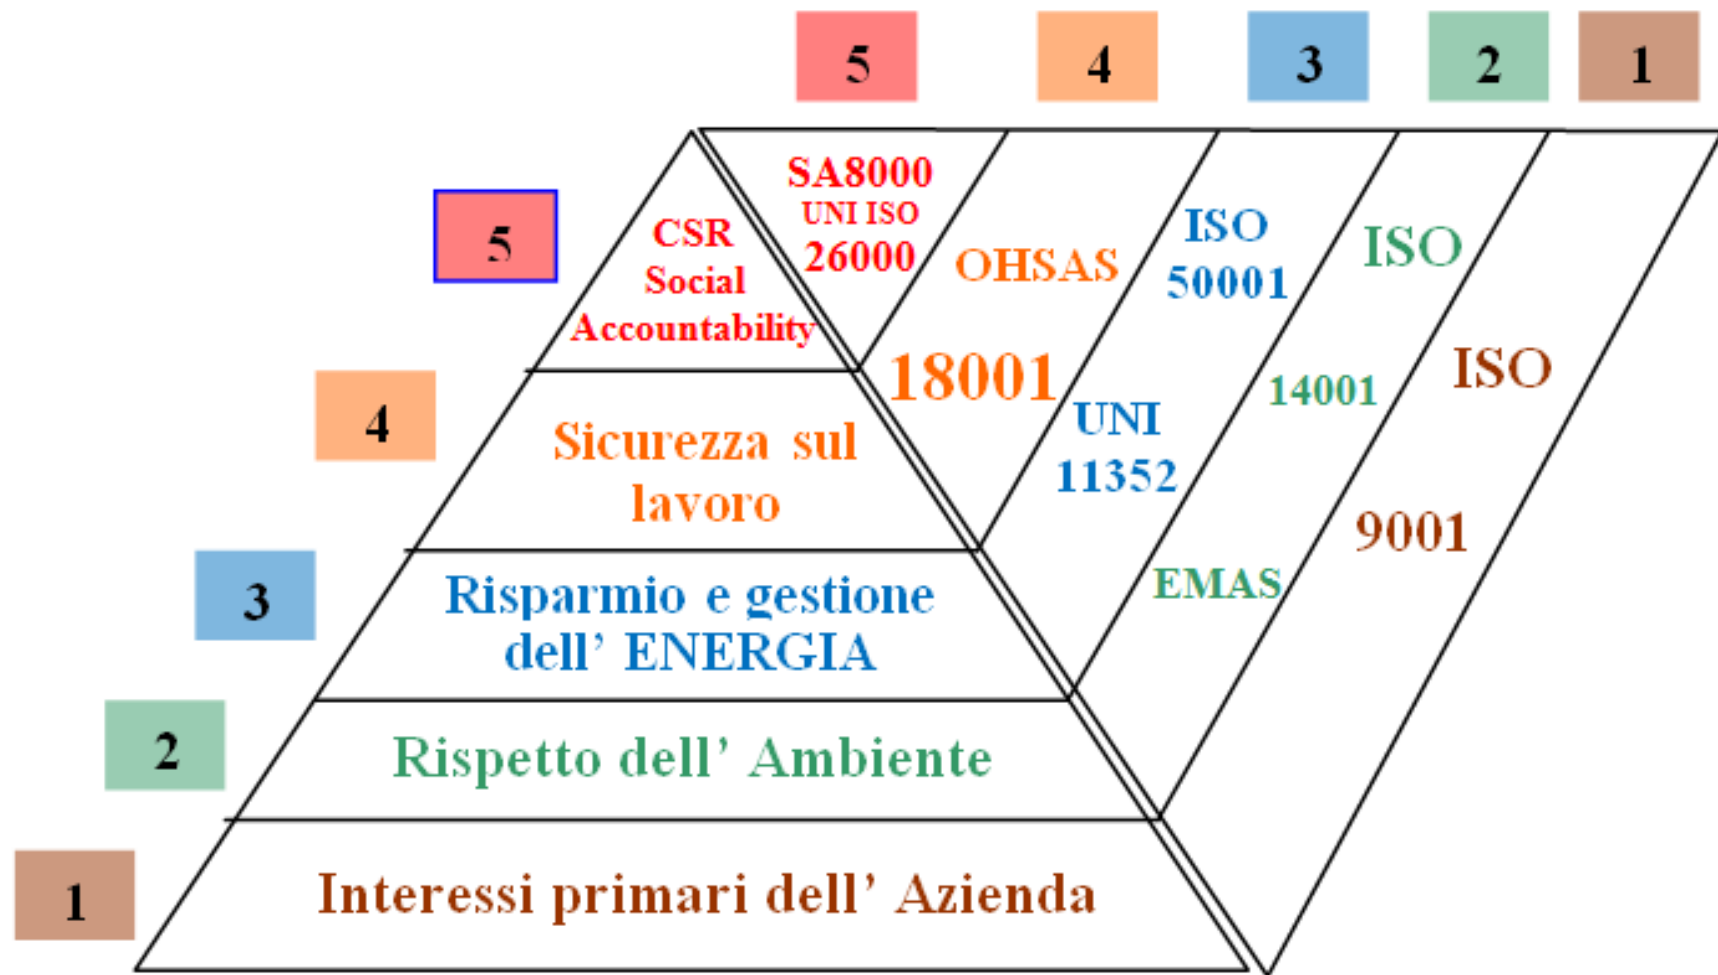 5 4 3 2 1
5
CSR
Social
Accountability
4
Sicurezza sul
lavoro
3
Risparmio e gestione
dell’ ENERGIA
2
Rispetto dell’ Ambiente
1
Interessi primari dell’ Azienda
SA8000
UNI ISO
26000
OHSAS
18001
ISO
50001
UNI
11352
ISO
14001
EMAS
ISO
9001